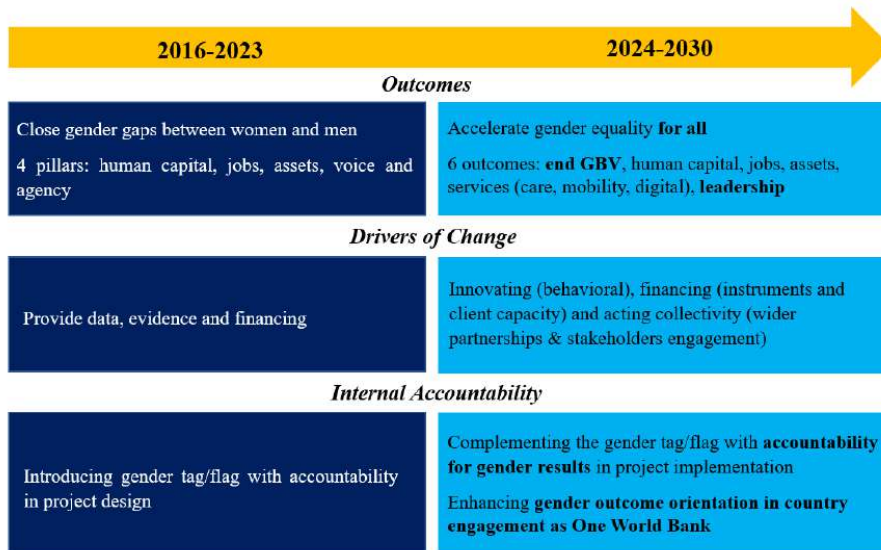 2016-2023
2024-2030
Outcomes
Close gender gaps between women and men
4 pillars: human capital, jobs, assets, voice and
agency
Accelerate gender equality for all
6 outcomes: end GBV, human capital, jobs, assets,
services (care, mobility, digital), leadership
Drivers of Change
Provide data, evidence and financing
Innovating (behavioral), financing (instruments and
client capacity) and acting collectivity (wider
partnerships & stakeholders engagement)
Internal Accountability
Introducing gender tag/flag with accountability
in project design
Complementing the gender tag/flag with accountability
for gender results in project implementation
Enhancing gender outcome orientation in country
engagement as One World Bank